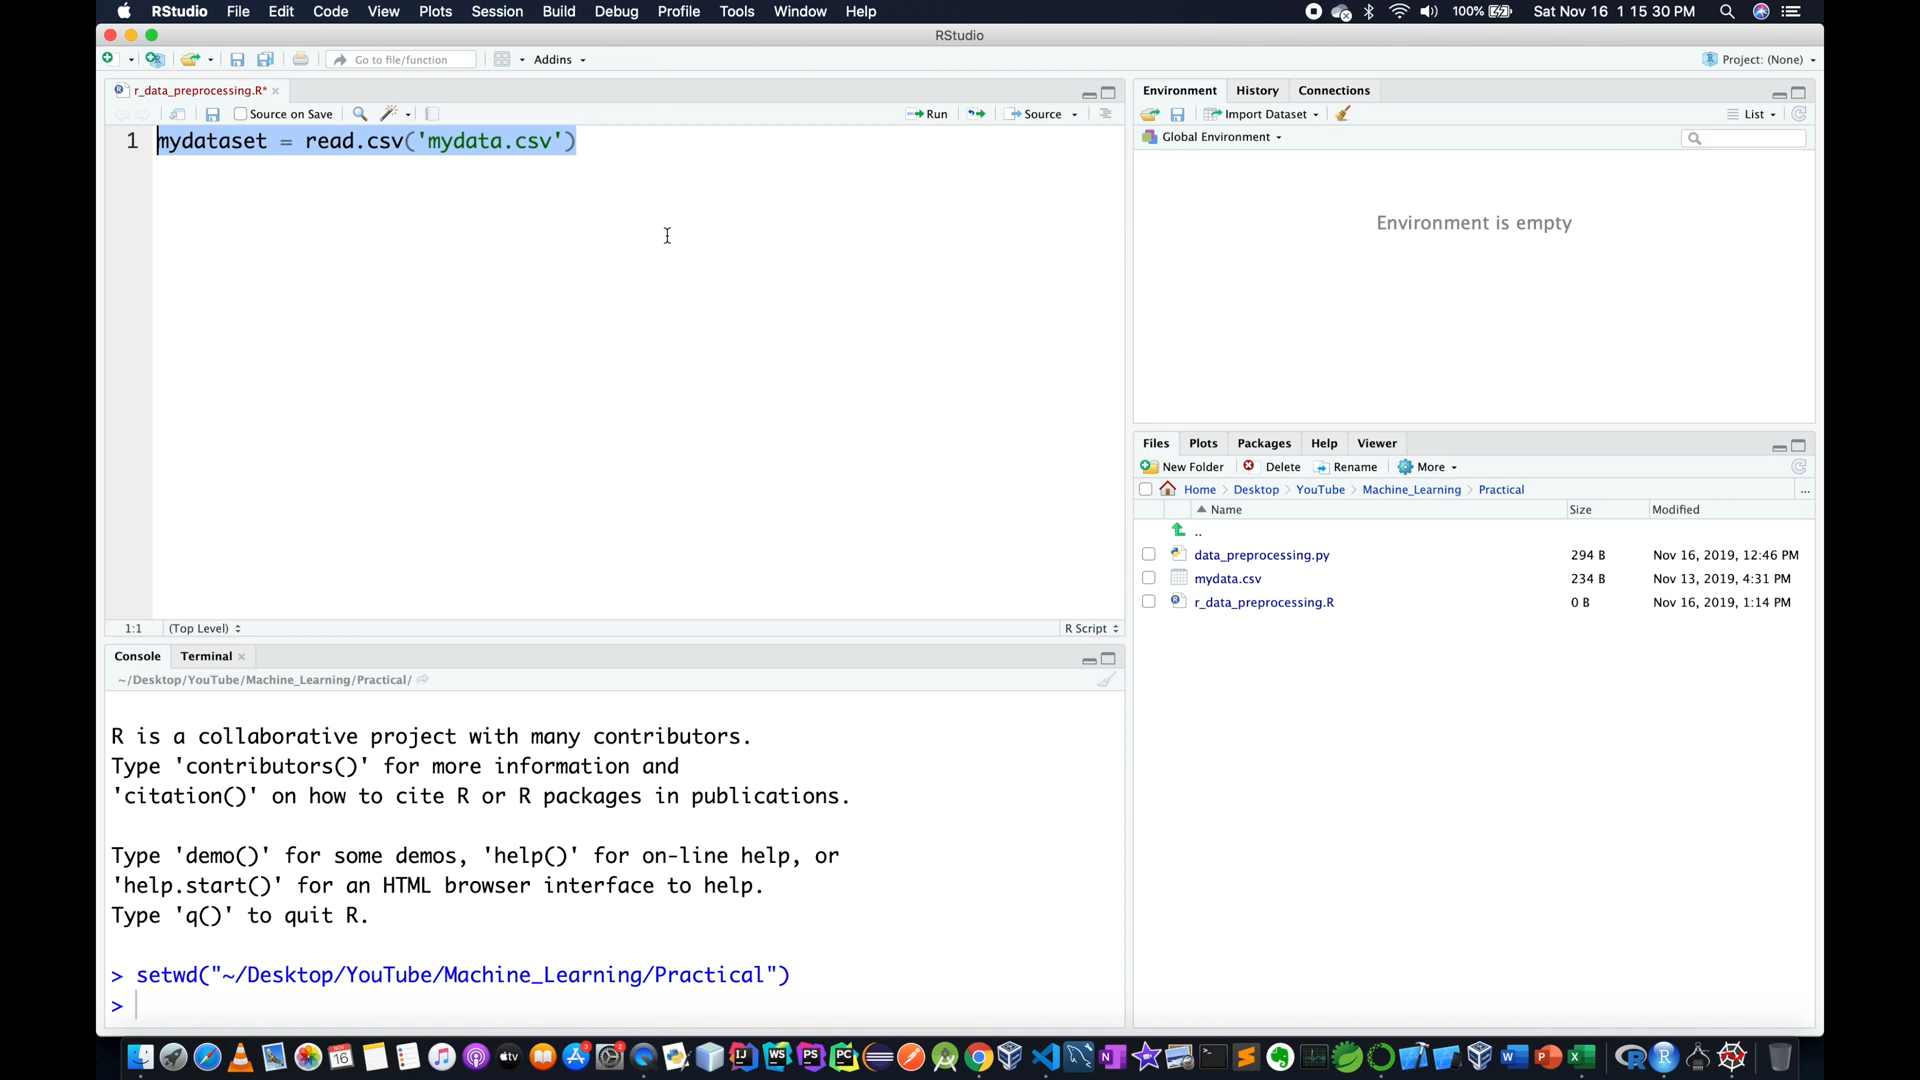 RStudio File Edit Code View Plots Session Build Debug Profile Tools Window Help
100% Sat Nov 16 1 15 30 PM
RStudio
Go to file/function Addins Project: (None)
r_data_preprocessing.R*
Source on Save Run Source
1 mydataset = read.csv('mydata.csv')
1:1 (Top Level) R Script
Console Terminal
~/Desktop/YouTube/Machine_Learning/Practical/
R is a collaborative project with many contributors.
Type 'contributors()' for more information and
'citation()' on how to cite R or R packages in publications.
Type 'demo()' for some demos, 'help()' for on-line help, or
'help.start()' for an HTML browser interface to help.
Type 'q()' to quit R.
> setwd("~/Desktop/YouTube/Machine_Learning/Practical")
>
Environment History Connections
Import Dataset List
Global Environment
Environment is empty
Files Plots Packages Help Viewer
New Folder Delete Rename More
Home Desktop YouTube Machine_Learning Practical ...
Name Size Modified
..
data_preprocessing.py 294 B Nov 16, 2019, 12:46 PM
mydata.csv 234 B Nov 13, 2019, 4:31 PM
r_data_preprocessing.R 0 B Nov 16, 2019, 1:14 PM